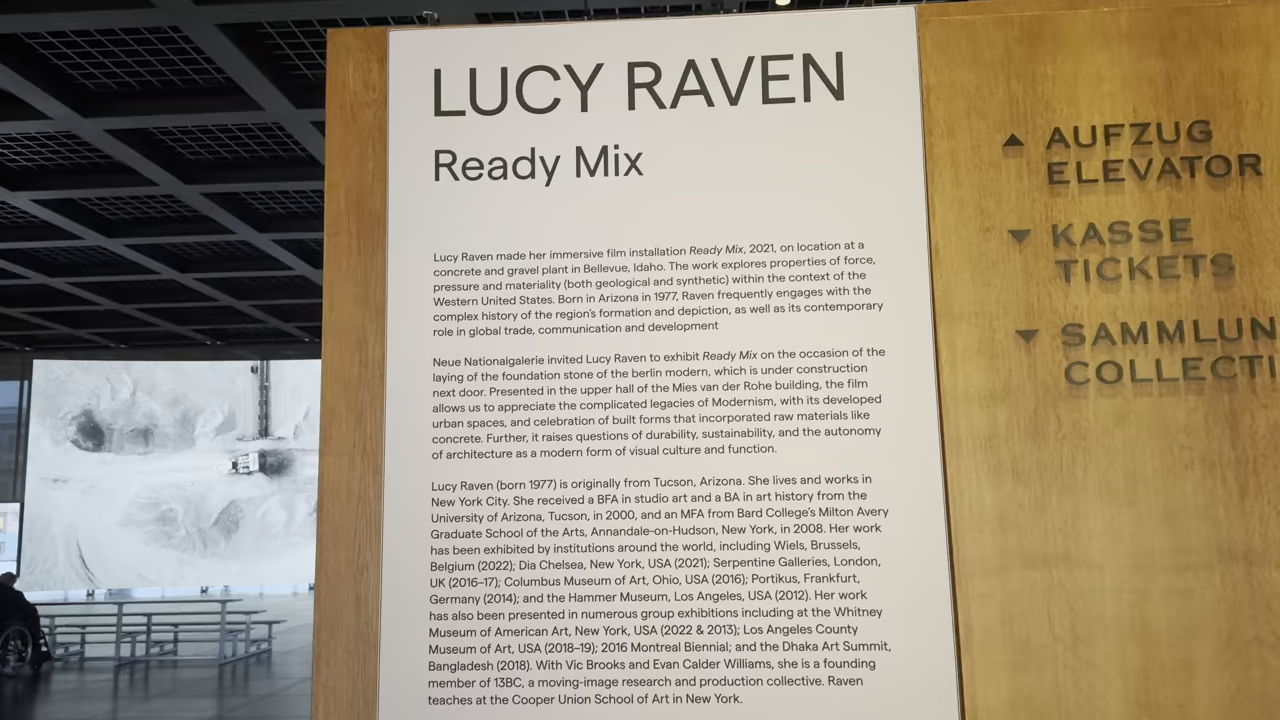 LUCY RAVEN
Ready Mix
Lucy Raven made her immersive film installation Ready Mix, 2021, on location at a
concrete and gravel plant in Bellevue, Idaho. The work explores properties of force,
pressure and materiality (both geological and synthetic) within the context of the
Western United States. Born in Arizona in 1977, Raven frequently engages with the
complex history of the region's formation and depiction, as well as its contemporary
role in global trade, communication and development
Neue Nationalgalerie invited Lucy Raven to exhibit Ready Mix on the occasion of the
laying of the foundation stone of the berlin modern, which is under construction
next door. Presented in the upper hall of the Mies van der Rohe building, the film
allows us to appreciate the complicated legacies of Modernism, with its developed
urban spaces, and celebration of built forms that incorporated raw materials like
concrete. Further, it raises questions of durability, sustainability, and the autonomy
of architecture as a modern form of visual culture and function.
Lucy Raven (born 1977) is originally from Tucson, Arizona. She lives and works in
New York City. She received a BFA in studio art and a BA in art history from the
University of Arizona, Tucson, in 2000, and an MFA from Bard College's Milton Avery
Graduate School of the Arts, Annandale-on-Hudson, New York, in 2008. Her work
has been exhibited by institutions around the world, including Wiels, Brussels,
Belgium (2022); Dia Chelsea, New York, USA (2021); Serpentine Galleries, London,
UK (2016–17); Columbus Museum of Art, Ohio, USA (2016); Portikus, Frankfurt,
Germany (2014); and the Hammer Museum, Los Angeles, USA (2012). Her work
has also been presented in numerous group exhibitions including at the Whitney
Museum of American Art, New York, USA (2022 & 2013); Los Angeles County
Museum of Art, USA (2018–19); 2016 Montreal Biennial; and the Dhaka Art Summit,
Bangladesh (2018). With Vic Brooks and Evan Calder Williams, she is a founding
member of 13BC, a moving-image research and production collective. Raven
teaches at the Cooper Union School of Art in New York.
AUFZUG
ELEVATOR
KASSE
TICKETS
SAMMLUN
COLLECTI